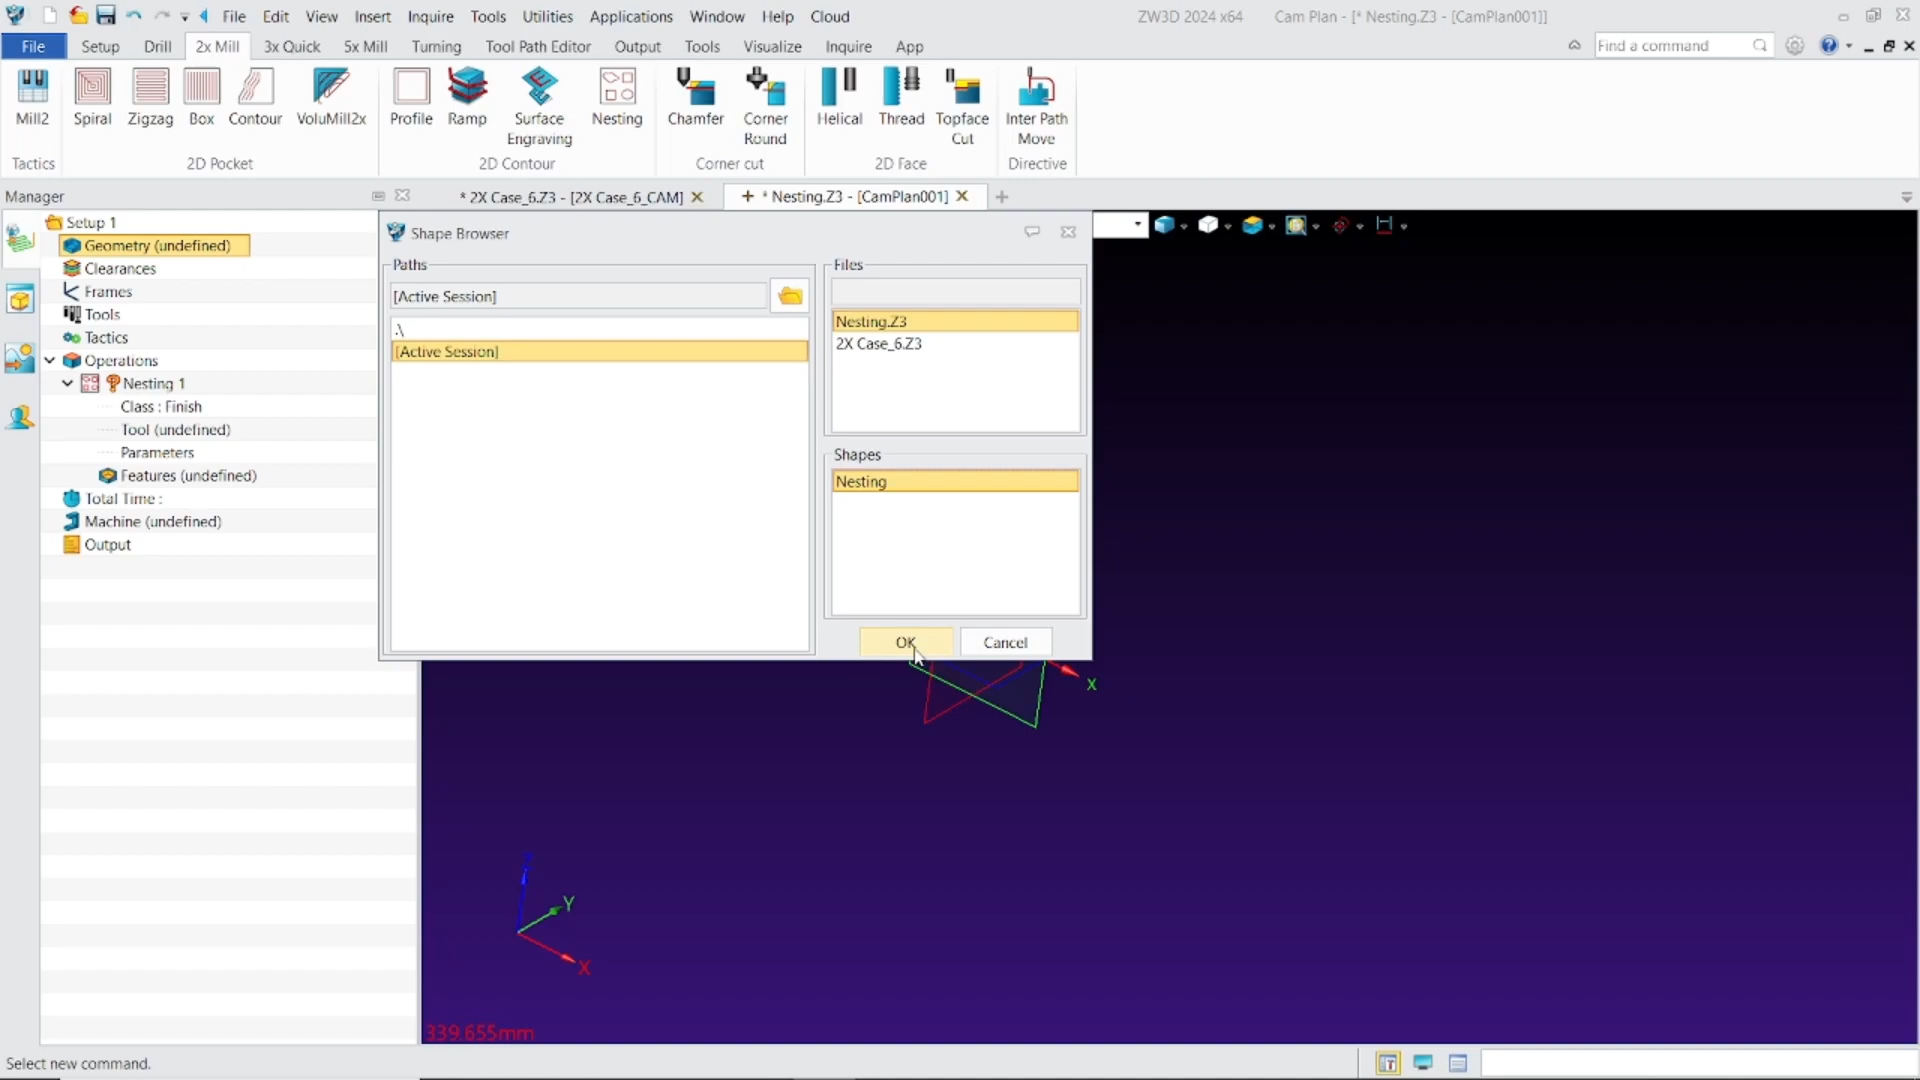 File Edit View Insert Inquire Tools Utilities Applications Window Help Cloud
ZW3D 2024 x64 Cam Plan - [* Nesting.Z3 - [CamPlan001]]
File Setup Drill 2x Mill 3x Quick 5x Mill Turning Tool Path Editor Output Tools Visualize Inquire App
Find a command
Mill2 Spiral Zigzag Box Contour VoluMill2x Profile Ramp Surface Engraving Nesting Chamfer Corner Round Helical Thread Topface Cut Inter Path Move
Tactics 2D Pocket 2D Contour Corner cut 2D Face Directive
Manager
* 2X Case_6.Z3 - [2X Case_6_CAM]
* Nesting.Z3 - [CamPlan001]
Setup 1
Geometry (undefined)
Clearances
Frames
Tools
Tactics
Operations
Nesting 1
Class : Finish
Tool (undefined)
Parameters
Features (undefined)
Total Time :
Machine (undefined)
Output
Shape Browser
Paths
[Active Session]
.\
[Active Session]
Files
Nesting.Z3
2X Case_6.Z3
Shapes
Nesting
OK Cancel
X
Z
Y
X
339.655mm
Select new command.